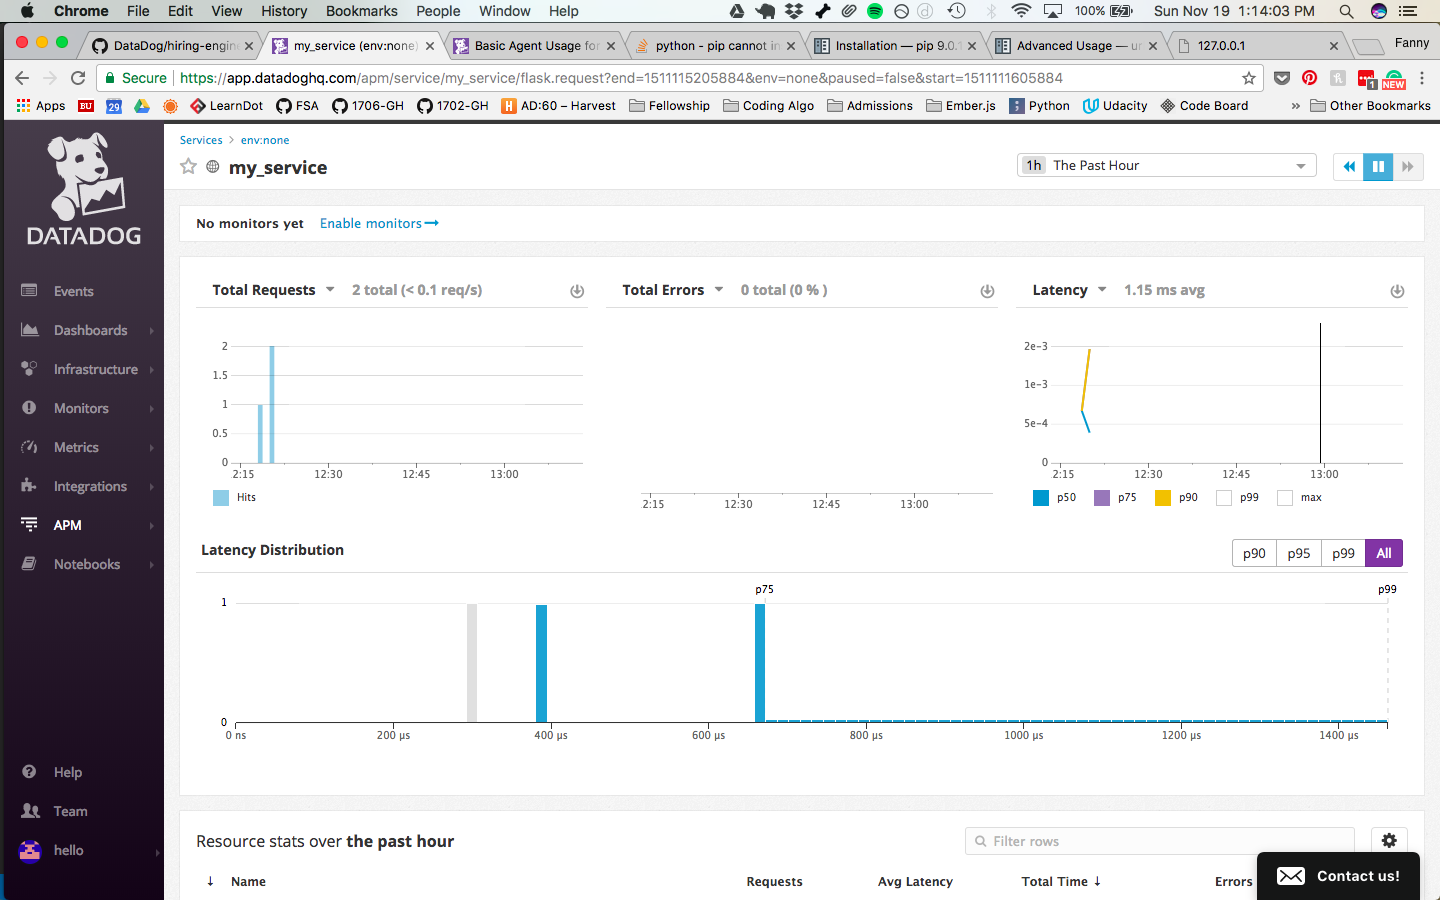 Chrome File Edit View History Bookmarks People Window Help 100% Sun Nov 19 1:14:03 PM
DataDog/hiring-engine my_service (env:none) Basic Agent Usage for python - pip cannot in Installation — pip 9.0.1 Advanced Usage — ur 127.0.0.1 Fanny
Secure https://app.datadoghq.com/apm/service/my_service/flask.request?end=1511115205884&env=none&paused=false&start=1511111605884 1 NEW
Apps BU 29 LearnDot FSA 1706-GH 1702-GH H AD:60 – Harvest Fellowship Coding Algo Admissions Ember.js Python Udacity Code Board » Other Bookmarks
DATADOG
Events
Dashboards
Infrastructure
Monitors
Metrics
Integrations
APM
Notebooks
Help
Team
hello
Services > env:none
my_service
1h The Past Hour
No monitors yet Enable monitors
Total Requests 2 total (< 0.1 req/s)
2
1.5
1
0.5
0
2:15 12:30 12:45 13:00
Hits
Total Errors 0 total (0 % )
2:15 12:30 12:45 13:00
Latency 1.15 ms avg
2e-3
1e-3
5e-4
0
2:15 12:30 12:45 13:00
p50 p75 p90 p99 max
Latency Distribution
p90 p95 p99 All
p75 p99
1
0
0 ns 200 µs 400 µs 600 µs 800 µs 1000 µs 1200 µs 1400 µs
Resource stats over the past hour
Filter rows
Name Requests Avg Latency Total Time Errors
Contact us!